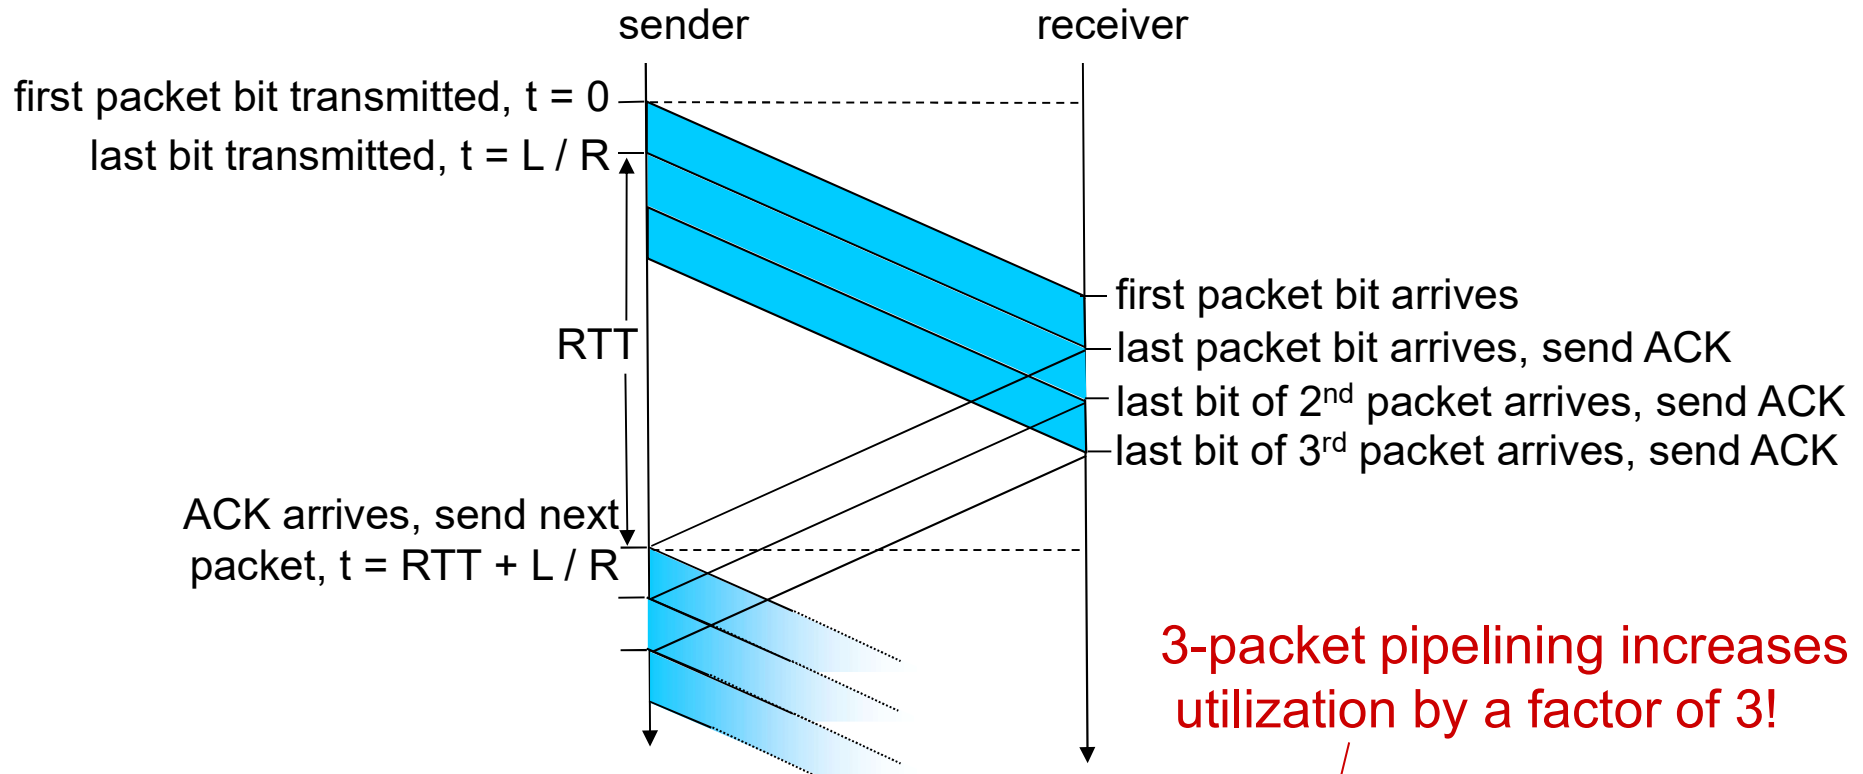 sender
receiver
first packet bit transmitted, t = 0
last bit transmitted, t = L / R
RTT
first packet bit arrives
last packet bit arrives, send ACK
last bit of 2nd packet arrives, send ACK
last bit of 3rd packet arrives, send ACK
ACK arrives, send next
packet, t = RTT + L / R
3-packet pipelining increases
utilization by a factor of 3!